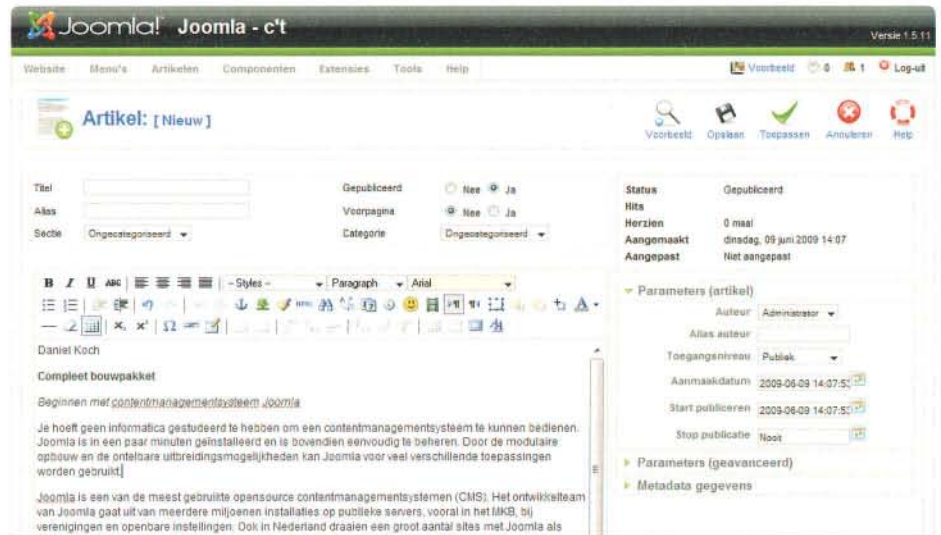 Joomla! Joomla - c't
Versie 1.5.11
Website Menu's Artikelen Componenten Extensies Tools Help Voorbeeld 0 1 Log-uit
Artikel: [ Nieuw ]
Voorbeeld Opslaan Toepassen Annuleren Help
Titel Gepubliceerd Nee Ja
Alias Voorpagina Nee Ja
Sectie Ongecategoriseerd Categorie Ongecategoriseerd
Status Gepubliceerd
Hits
Herzien 0 maal
Aangemaakt dinsdag, 09 juni 2009 14:07
Aangepast Niet aangepast
B I U ABC - Styles - Paragraph Arial
HTML
Daniel Koch
Compleet bouwpakket
Beginnen met contentmanagementsysteem Joomla
Je hoeft geen informatica gestudeerd te hebben om een contentmanagementsysteem te kunnen bedienen.
Joomla is in een paar minuten geïnstalleerd en is bovendien eenvoudig te beheren. Door de modulaire
opbouw en de ontelbare uitbreidingsmogelijkheden kan Joomla voor veel verschillende toepassingen
worden gebruikt.
Joomla is een van de meest gebruikte opensource contentmanagementsystemen (CMS). Het ontwikkelteam
van Joomla gaat uit van meerdere miljoenen installaties op publieke servers, vooral in het MKB, bij
verenigingen en openbare instellingen. Ook in Nederland draaien een groot aantal sites met Joomla als
Parameters (artikel)
Auteur Administrator
Alias auteur
Toegangsniveau Publiek
Aanmaakdatum 2009-06-09 14:07:53
Start publiceren 2009-06-09 14:07:53
Stop publicatie Nooit
Parameters (geavanceerd)
Metadata gegevens